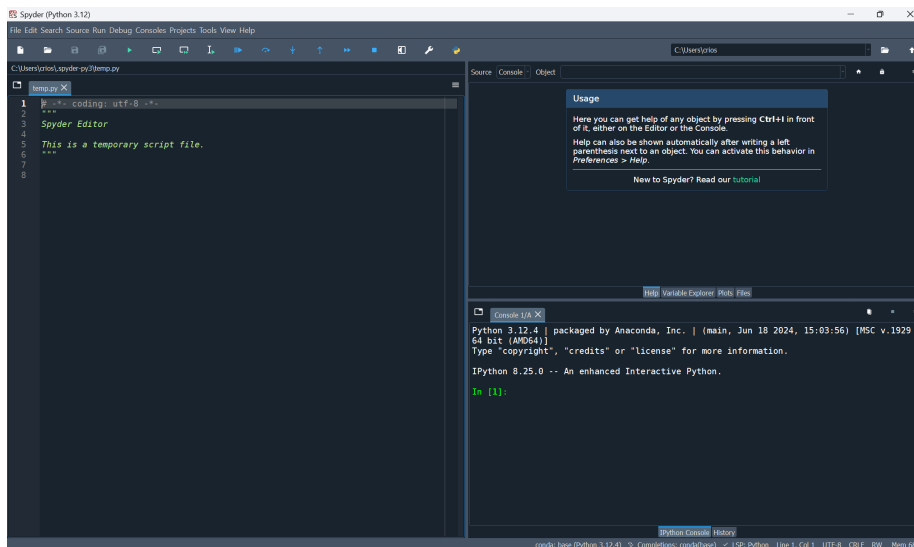 Spyder (Python 3.12)
File Edit Search Source Run Debug Consoles Projects Tools View Help
C:\Users\crios
C:\Users\crios\.spyder-py3\temp.py
temp.py X
1 # -*- coding: utf-8 -*-
2 """
3 Spyder Editor
4
5 This is a temporary script file.
6 """
7
8
Source Console Object
Usage
Here you can get help of any object by pressing Ctrl+I in front
of it, either on the Editor or the Console.
Help can also be shown automatically after writing a left
parenthesis next to an object. You can activate this behavior in
Preferences > Help.
New to Spyder? Read our tutorial
Help Variable Explorer Plots Files
Console 1/A X
Python 3.12.4 | packaged by Anaconda, Inc. | (main, Jun 18 2024, 15:03:56) [MSC v.1929
64 bit (AMD64)]
Type "copyright", "credits" or "license" for more information.
IPython 8.25.0 -- An enhanced Interactive Python.
In [1]:
IPython Console History
conda: base (Python 3.12.4) Completions: conda(base) LSP: Python Line 1, Col 1 UTF-8 CRLF RW Mem